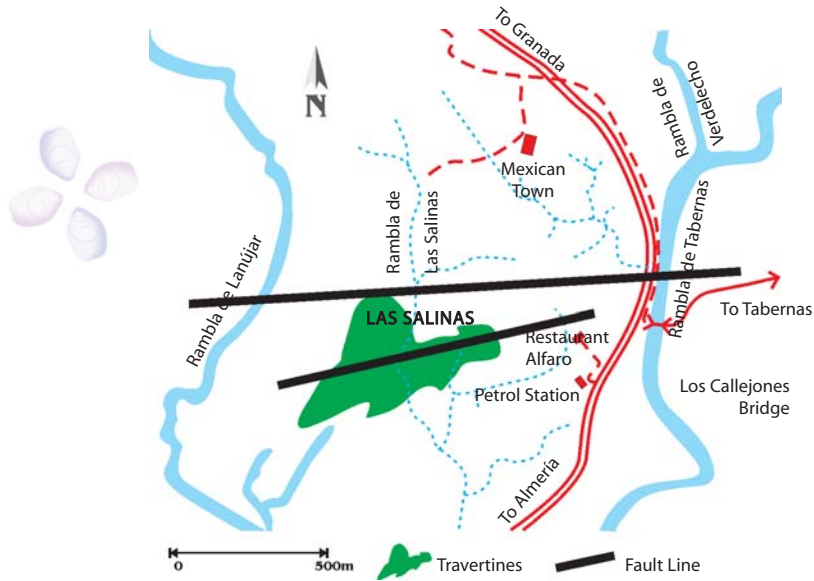 To Granada
Rambla de
Verdelecho
N
Mexican
Town
Rambla de
Las Salinas
Rambla de Lanújar
Rambla de Tabernas
LAS SALINAS
To Tabernas
Restaurant
Alfaro
Petrol Station
Los Callejones
Bridge
To Almería
0 500m
Travertines
Fault Line